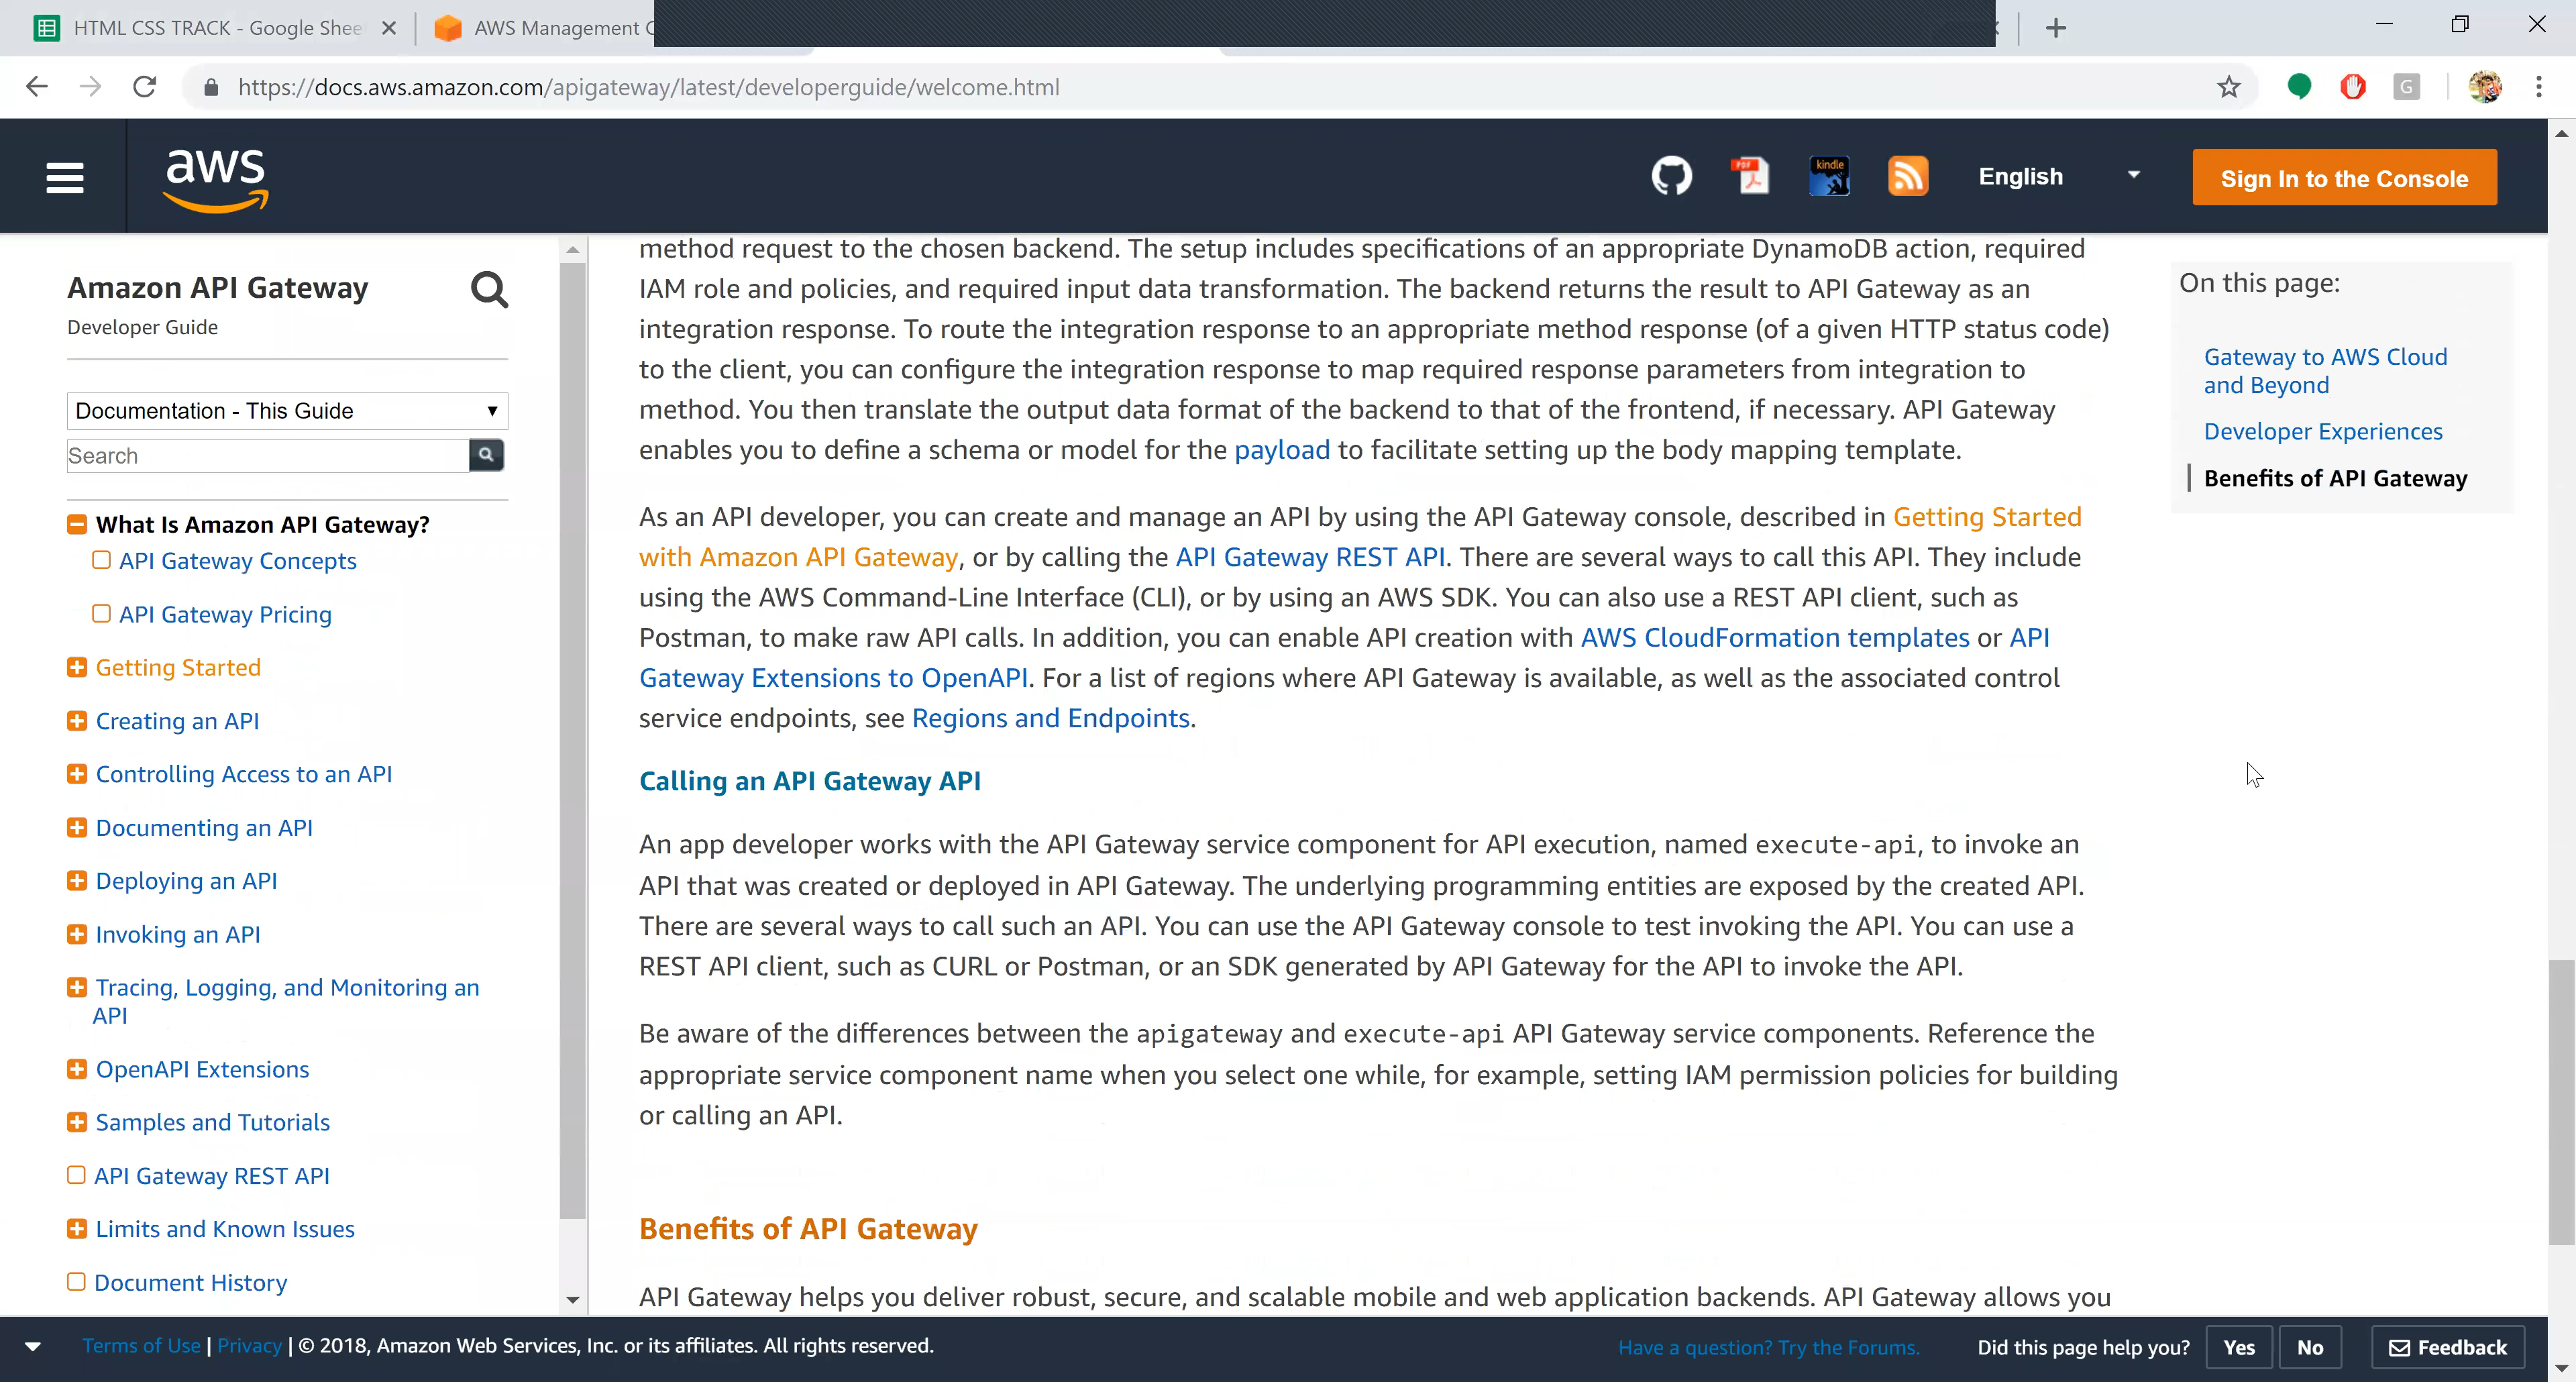 HTML CSS TRACK - Google Shee
AWS Management C
https://docs.aws.amazon.com/apigateway/latest/developerguide/welcome.html
G
aws
PDF
kindle
English
Sign In to the Console
Amazon API Gateway
Developer Guide
Documentation - This Guide
Search
What Is Amazon API Gateway?
API Gateway Concepts
API Gateway Pricing
Getting Started
Creating an API
Controlling Access to an API
Documenting an API
Deploying an API
Invoking an API
Tracing, Logging, and Monitoring an
API
OpenAPI Extensions
Samples and Tutorials
API Gateway REST API
Limits and Known Issues
Document History
method request to the chosen backend. The setup includes specifications of an appropriate DynamoDB action, required
IAM role and policies, and required input data transformation. The backend returns the result to API Gateway as an
integration response. To route the integration response to an appropriate method response (of a given HTTP status code)
to the client, you can configure the integration response to map required response parameters from integration to
method. You then translate the output data format of the backend to that of the frontend, if necessary. API Gateway
enables you to define a schema or model for the payload to facilitate setting up the body mapping template.
As an API developer, you can create and manage an API by using the API Gateway console, described in Getting Started
with Amazon API Gateway, or by calling the API Gateway REST API. There are several ways to call this API. They include
using the AWS Command-Line Interface (CLI), or by using an AWS SDK. You can also use a REST API client, such as
Postman, to make raw API calls. In addition, you can enable API creation with AWS CloudFormation templates or API
Gateway Extensions to OpenAPI. For a list of regions where API Gateway is available, as well as the associated control
service endpoints, see Regions and Endpoints.
Calling an API Gateway API
An app developer works with the API Gateway service component for API execution, named execute-api, to invoke an
API that was created or deployed in API Gateway. The underlying programming entities are exposed by the created API.
There are several ways to call such an API. You can use the API Gateway console to test invoking the API. You can use a
REST API client, such as CURL or Postman, or an SDK generated by API Gateway for the API to invoke the API.
Be aware of the differences between the apigateway and execute-api API Gateway service components. Reference the
appropriate service component name when you select one while, for example, setting IAM permission policies for building
or calling an API.
Benefits of API Gateway
API Gateway helps you deliver robust, secure, and scalable mobile and web application backends. API Gateway allows you
On this page:
Gateway to AWS Cloud
and Beyond
Developer Experiences
Benefits of API Gateway
Terms of Use | Privacy | © 2018, Amazon Web Services, Inc. or its affiliates. All rights reserved.
Have a question? Try the Forums.
Did this page help you?
Yes
No
Feedback